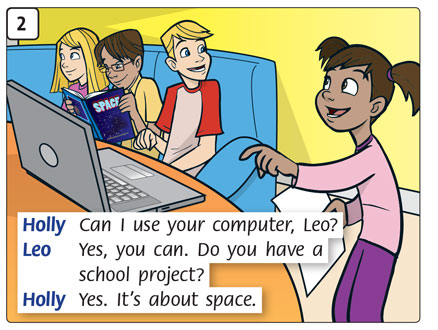 2
SPACE
Holly Can I use your computer, Leo?
Leo Yes, you can. Do you have a
school project?
Holly Yes. It's about space.